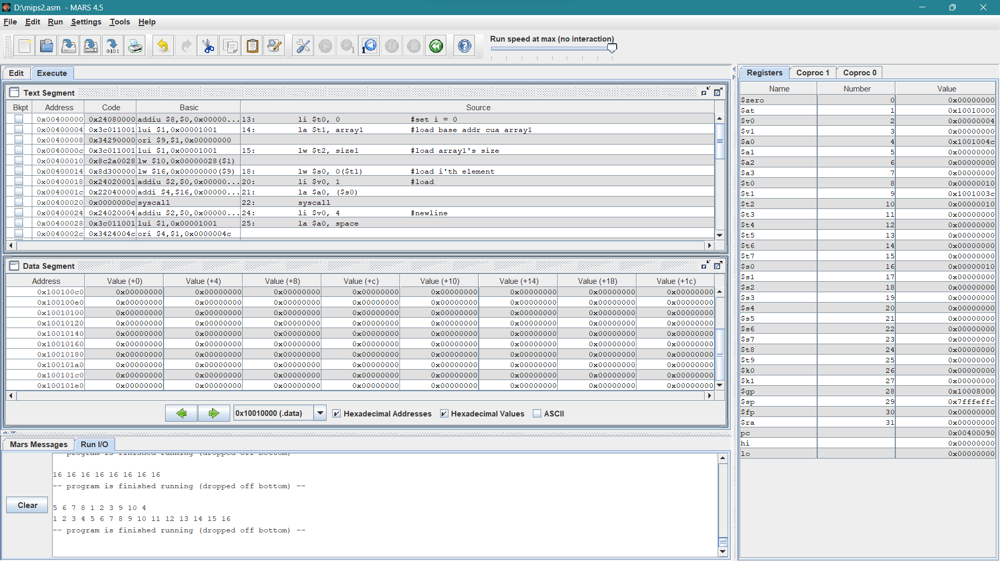 D:\mips2.asm - MARS 4.5
File Edit Run Settings Tools Help
Run speed at max (no interaction)
Edit Execute
Text Segment
Bkpt Address Code Basic Source
0x00400000 0x24080000 addiu $8,$0,0x00000... 13: li $t0, 0 #set i = 0
0x00400004 0x3c011001 lui $1,0x00001001 14: la $t1, array1 #load base addr cua array1
0x00400008 0x34290000 ori $9,$1,0x00000000
0x0040000c 0x3c011001 lui $1,0x00001001 15: lw $t2, size1 #load array1's size
0x00400010 0x8c2a0028 lw $10,0x00000028($1)
0x00400014 0x8d300000 lw $16,0x00000000($9) 18: lw $s0, 0($t1) #load i'th element
0x00400018 0x24020001 addiu $2,$0,0x00000... 20: li $v0, 1 #load
0x0040001c 0x22040000 addi $4,$16,0x00000... 21: la $a0, ($s0)
0x00400020 0x0000000c syscall 22: syscall
0x00400024 0x24020004 addiu $2,$0,0x00000... 24: li $v0, 4 #newline
0x00400028 0x3c011001 lui $1,0x00001001 25: la $a0, space
0x0040002c 0x3424004c ori $4,$1,0x0000004c
Data Segment
Address Value (+0) Value (+4) Value (+8) Value (+c) Value (+10) Value (+14) Value (+18) Value (+1c)
0x100100c0 0x00000000 0x00000000 0x00000000 0x00000000 0x00000000 0x00000000 0x00000000 0x00000000
0x100100e0 0x00000000 0x00000000 0x00000000 0x00000000 0x00000000 0x00000000 0x00000000 0x00000000
0x10010100 0x00000000 0x00000000 0x00000000 0x00000000 0x00000000 0x00000000 0x00000000 0x00000000
0x10010120 0x00000000 0x00000000 0x00000000 0x00000000 0x00000000 0x00000000 0x00000000 0x00000000
0x10010140 0x00000000 0x00000000 0x00000000 0x00000000 0x00000000 0x00000000 0x00000000 0x00000000
0x10010160 0x00000000 0x00000000 0x00000000 0x00000000 0x00000000 0x00000000 0x00000000 0x00000000
0x10010180 0x00000000 0x00000000 0x00000000 0x00000000 0x00000000 0x00000000 0x00000000 0x00000000
0x100101a0 0x00000000 0x00000000 0x00000000 0x00000000 0x00000000 0x00000000 0x00000000 0x00000000
0x100101c0 0x00000000 0x00000000 0x00000000 0x00000000 0x00000000 0x00000000 0x00000000 0x00000000
0x100101e0 0x00000000 0x00000000 0x00000000 0x00000000 0x00000000 0x00000000 0x00000000 0x00000000
0x10010000 (.data) Hexadecimal Addresses Hexadecimal Values ASCII
Mars Messages Run I/O
Clear
program is finished running (dropped off bottom)
16 16 16 16 16 16 16 16
-- program is finished running (dropped off bottom) --
5 6 7 8 1 2 3 9 10 4
1 2 3 4 5 6 7 8 9 10 11 12 13 14 15 16
-- program is finished running (dropped off bottom) --
Registers Coproc 1 Coproc 0
Name Number Value
$zero 0 0x00000000
$at 1 0x10010000
$v0 2 0x00000004
$v1 3 0x00000000
$a0 4 0x1001004c
$a1 5 0x00000000
$a2 6 0x00000000
$a3 7 0x00000000
$t0 8 0x00000010
$t1 9 0x1001003c
$t2 10 0x00000010
$t3 11 0x00000000
$t4 12 0x00000000
$t5 13 0x00000000
$t6 14 0x00000000
$t7 15 0x00000000
$s0 16 0x00000010
$s1 17 0x00000000
$s2 18 0x00000000
$s3 19 0x00000000
$s4 20 0x00000000
$s5 21 0x00000000
$s6 22 0x00000000
$s7 23 0x00000000
$t8 24 0x00000000
$t9 25 0x00000000
$k0 26 0x00000000
$k1 27 0x00000000
$gp 28 0x10008000
$sp 29 0x7fffeffc
$fp 30 0x00000000
$ra 31 0x00000000
pc 0x00400090
hi 0x00000000
lo 0x00000000